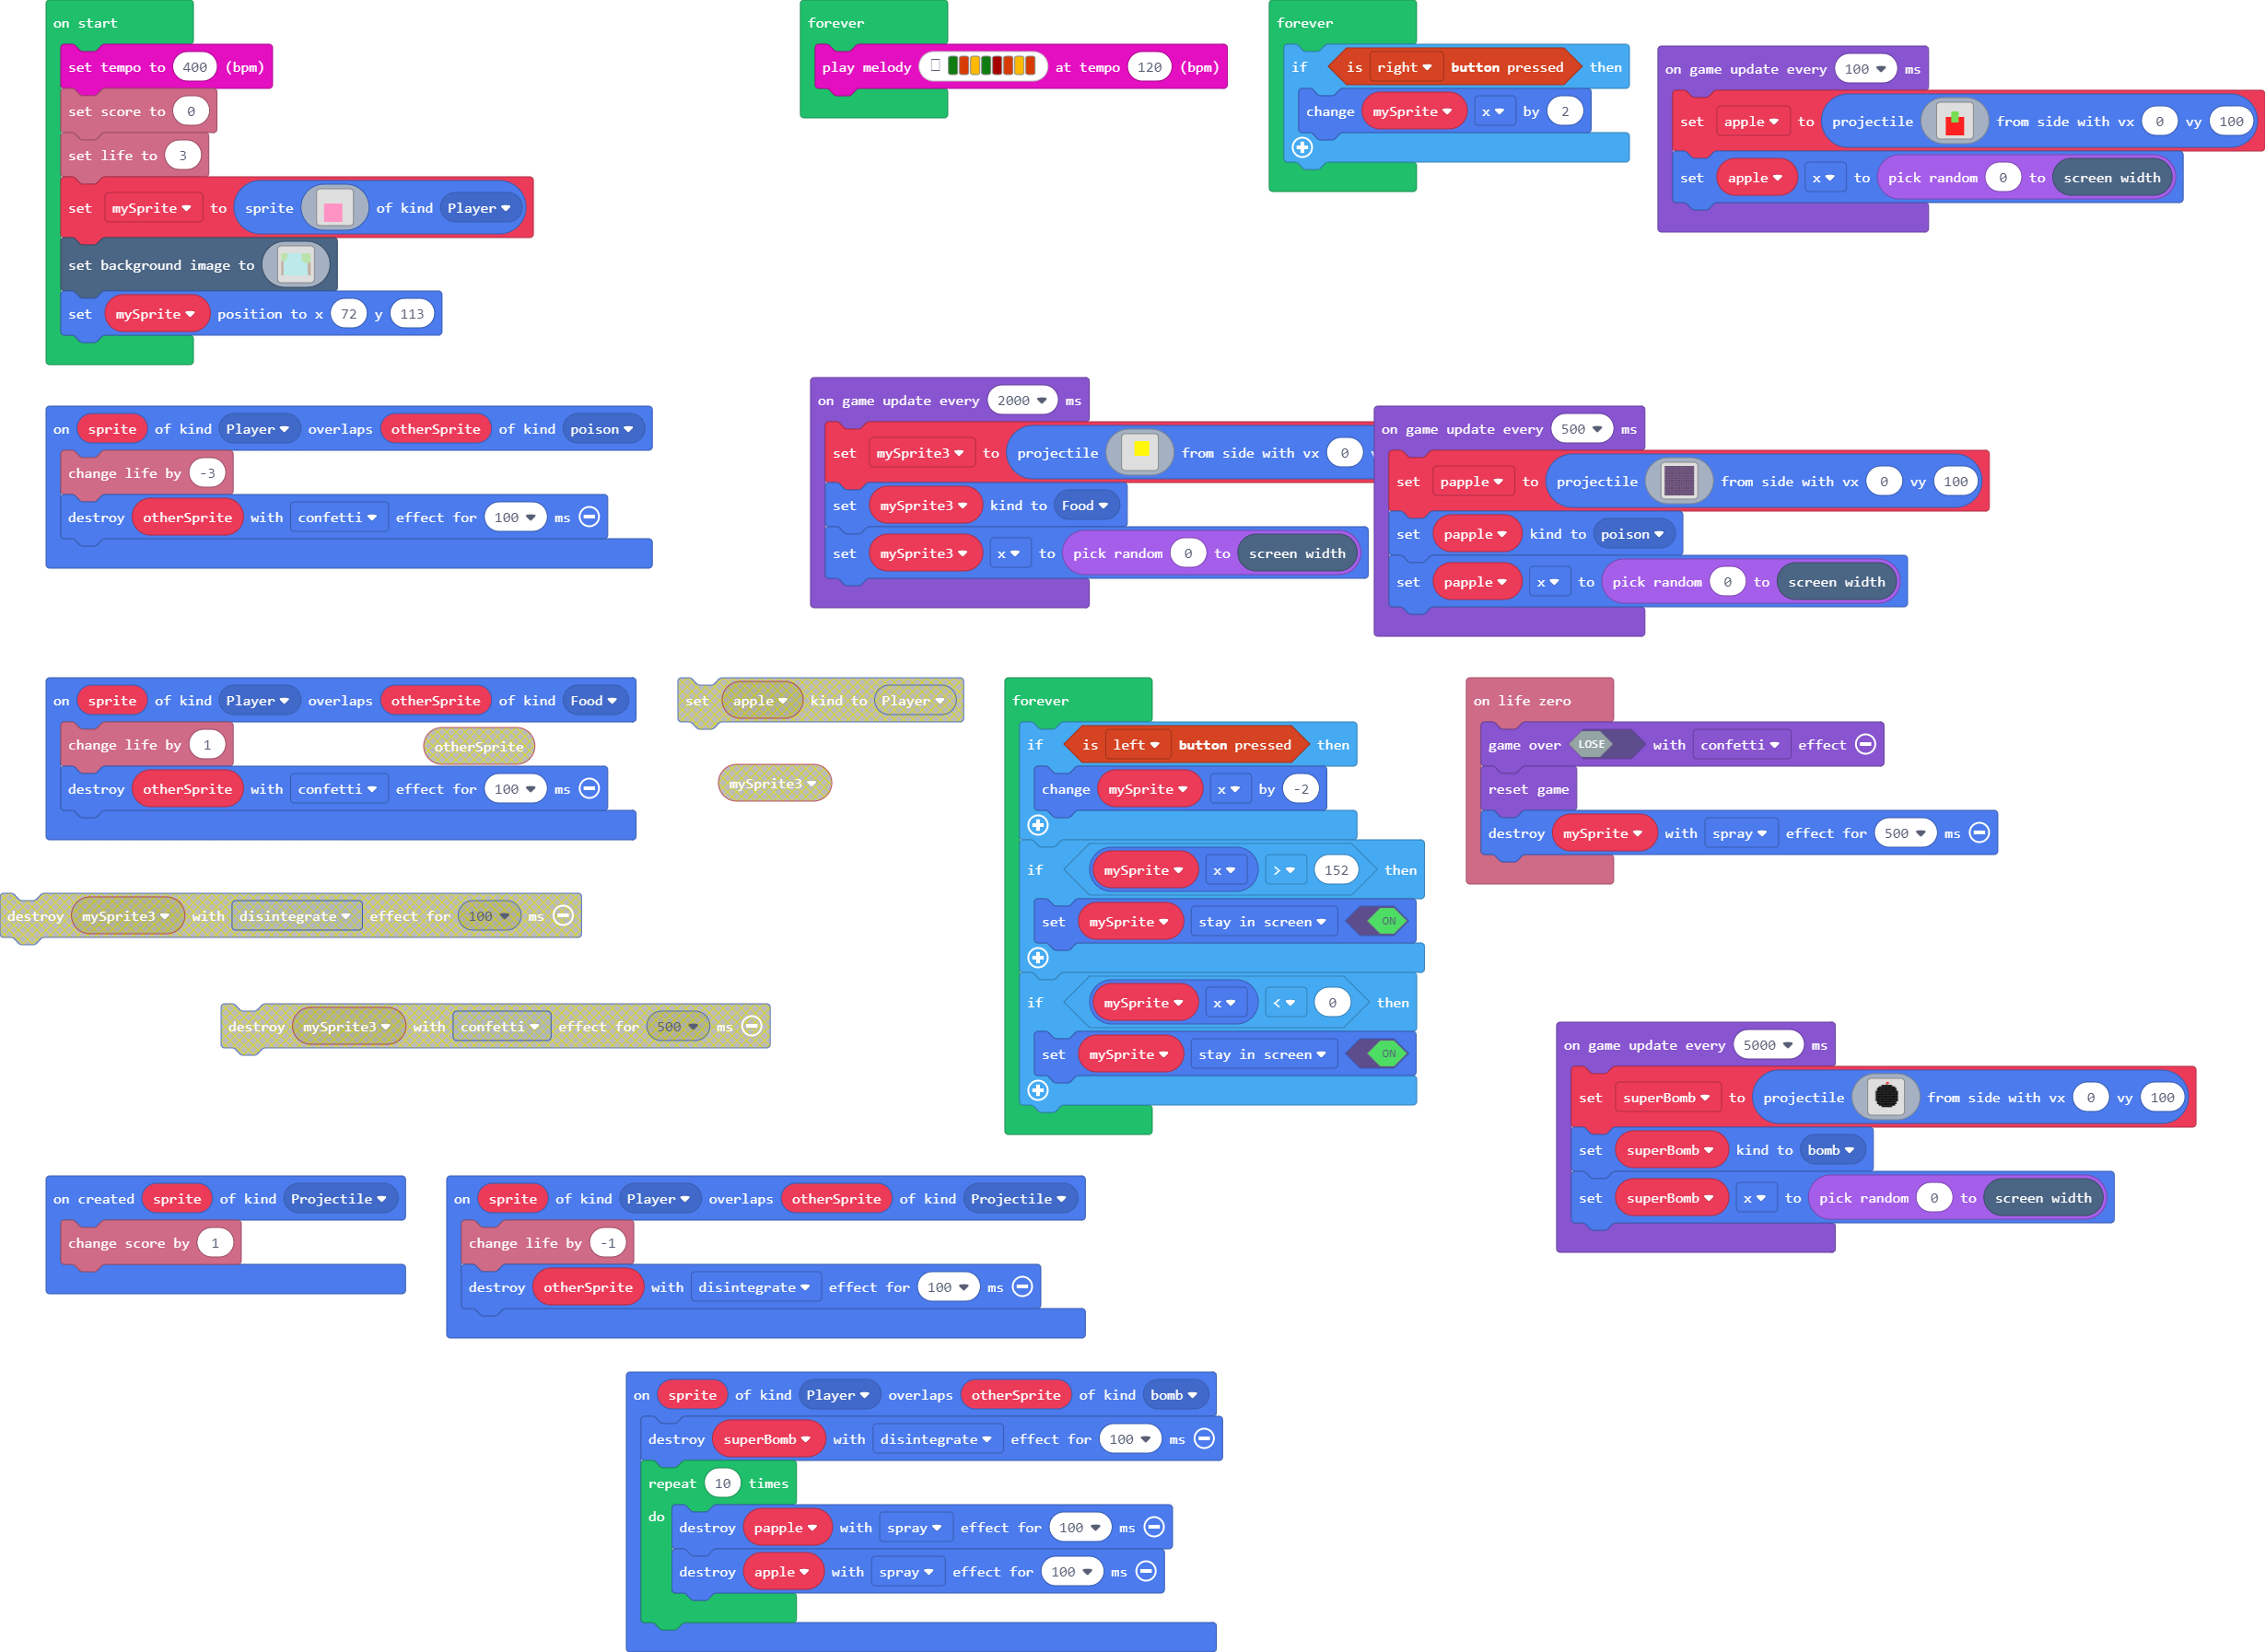 on start
set tempo to 400 (bpm)
set score to 0
set life to 3
set mySprite to sprite of kind Player
set background image to
set mySprite position to x 72 y 113
forever
play melody at tempo 120 (bpm)
forever
if is right button pressed then
change mySprite x by 2
on game update every 100 ms
set apple to projectile from side with vx 0 vy 100
set apple x to pick random 0 to screen width
on sprite of kind Player overlaps otherSprite of kind poison
change life by -3
destroy otherSprite with confetti effect for 100 ms
on game update every 2000 ms
set mySprite3 to projectile from side with vx 0
set mySprite3 kind to Food
set mySprite3 x to pick random 0 to screen width
on game update every 500 ms
set papple to projectile from side with vx 0 vy 100
set papple kind to poison
set papple x to pick random 0 to screen width
on sprite of kind Player overlaps otherSprite of kind Food
change life by 1
otherSprite
destroy otherSprite with confetti effect for 100 ms
set apple kind to Player
mySprite3
forever
if is left button pressed then
change mySprite x by -2
if mySprite x > 152 then
set mySprite stay in screen ON
if mySprite x < 0 then
set mySprite stay in screen ON
on life zero
game over LOSE with confetti effect
reset game
destroy mySprite with spray effect for 500 ms
destroy mySprite3 with disintegrate effect for 100 ms
destroy mySprite3 with confetti effect for 500 ms
on game update every 5000 ms
set superBomb to projectile from side with vx 0 vy 100
set superBomb kind to bomb
set superBomb x to pick random 0 to screen width
on created sprite of kind Projectile
change score by 1
on sprite of kind Player overlaps otherSprite of kind Projectile
change life by -1
destroy otherSprite with disintegrate effect for 100 ms
on sprite of kind Player overlaps otherSprite of kind bomb
destroy superBomb with disintegrate effect for 100 ms
repeat 10 times
do
destroy papple with spray effect for 100 ms
destroy apple with spray effect for 100 ms